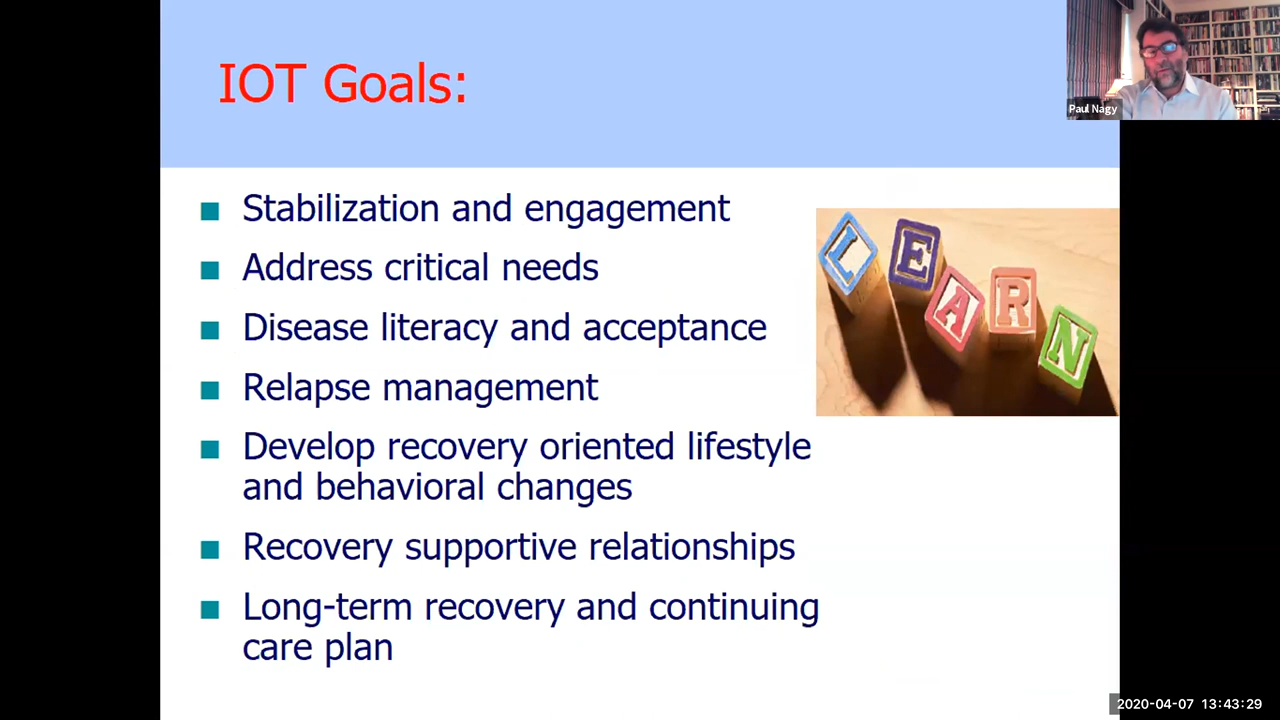 IOT Goals:
Paul Nagy
Stabilization and engagement
Address critical needs
Disease literacy and acceptance
Relapse management
Develop recovery oriented lifestyle
and behavioral changes
Recovery supportive relationships
Long-term recovery and continuing
care plan
L E A R N
2020-04-07 13:43:29